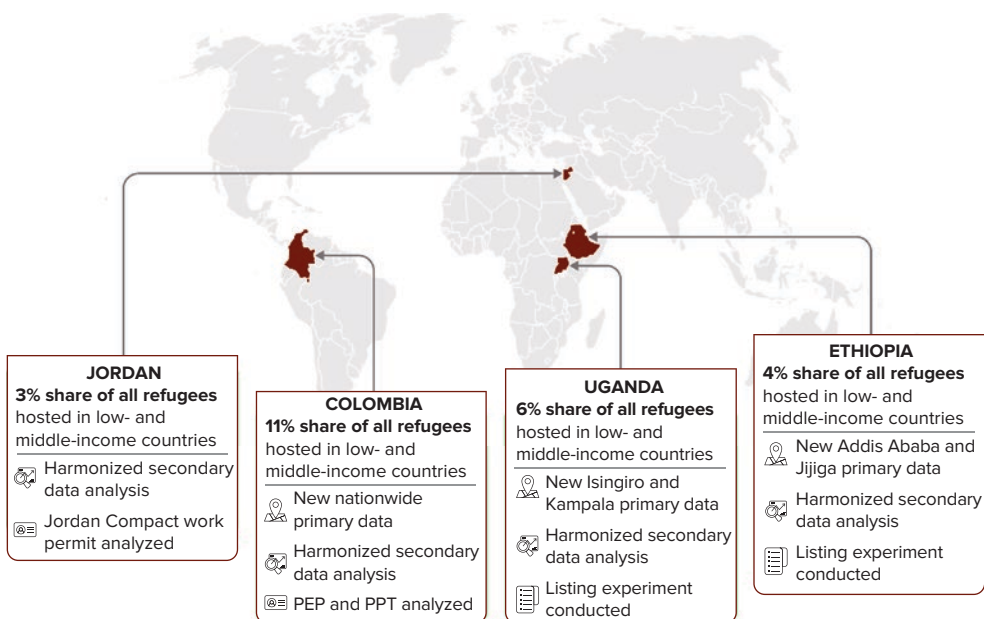 JORDAN
3% share of all refugees
hosted in low- and
middle-income countries
Harmonized secondary
data analysis
Jordan Compact work
permit analyzed
COLOMBIA
11% share of all refugees
hosted in low- and
middle-income countries
New nationwide
primary data
Harmonized secondary
data analysis
PEP and PPT analyzed
UGANDA
6% share of all refugees
hosted in low- and
middle-income countries
New Isingiro and
Kampala primary data
Harmonized secondary
data analysis
Listing experiment
conducted
ETHIOPIA
4% share of all refugees
hosted in low- and
middle-income countries
New Addis Ababa and
Jijiga primary data
Harmonized secondary
data analysis
Listing experiment
conducted